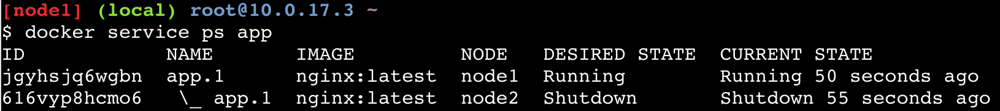 [node1] (local) root@10.0.17.3 ~
$ docker service ps app
ID            NAME       IMAGE         NODE   DESIRED STATE  CURRENT STATE
jgyhsjq6wgbn  app.1      nginx:latest  node1  Running        Running 50 seconds ago
616vyp8hcmo6   \_ app.1  nginx:latest  node2  Shutdown       Shutdown 55 seconds ago